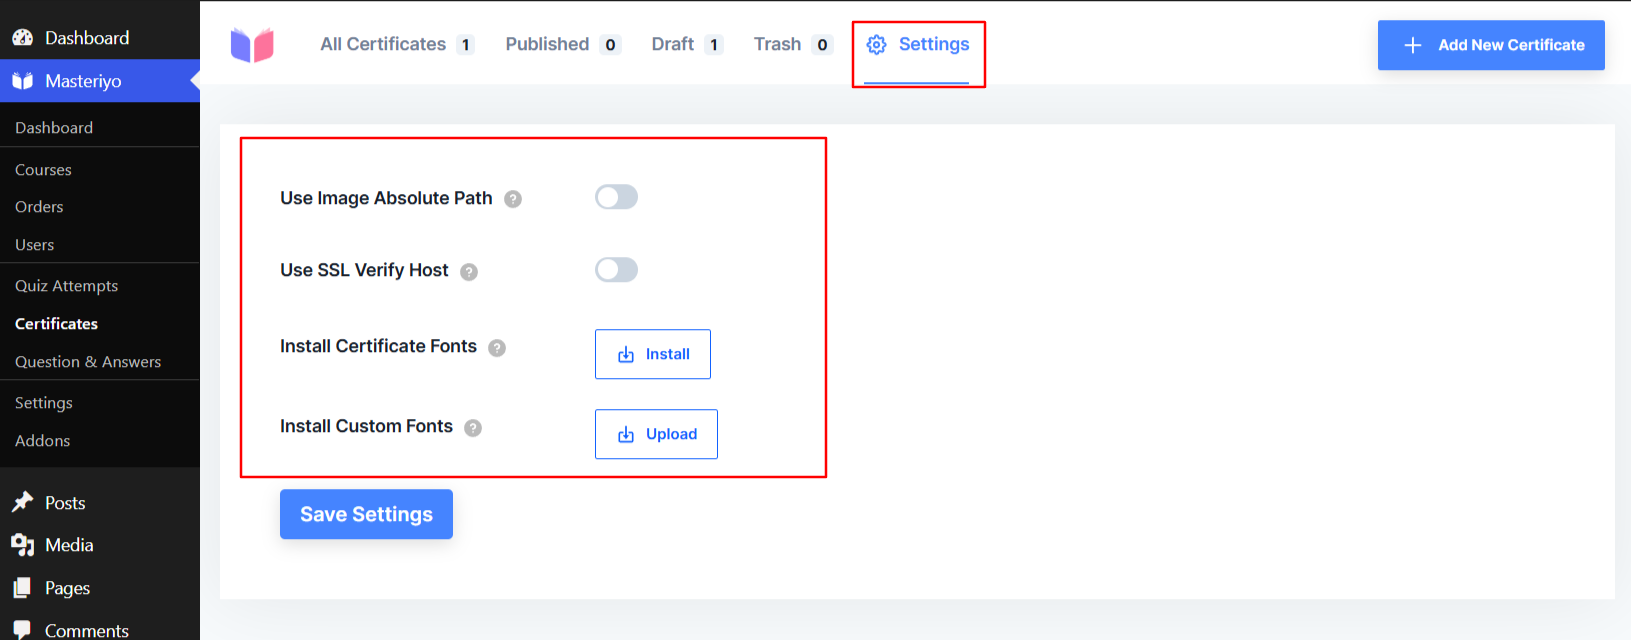 Dashboard
Masteriyo
Dashboard
Courses
Orders
Users
Quiz Attempts
Certificates
Question & Answers
Settings
Addons
Posts
Media
Pages
Comments
All Certificates 1 Published 0 Draft 1 Trash 0 Settings
Add New Certificate
Use Image Absolute Path ?
Use SSL Verify Host ?
Install Certificate Fonts ? Install
Install Custom Fonts ? Upload
Save Settings